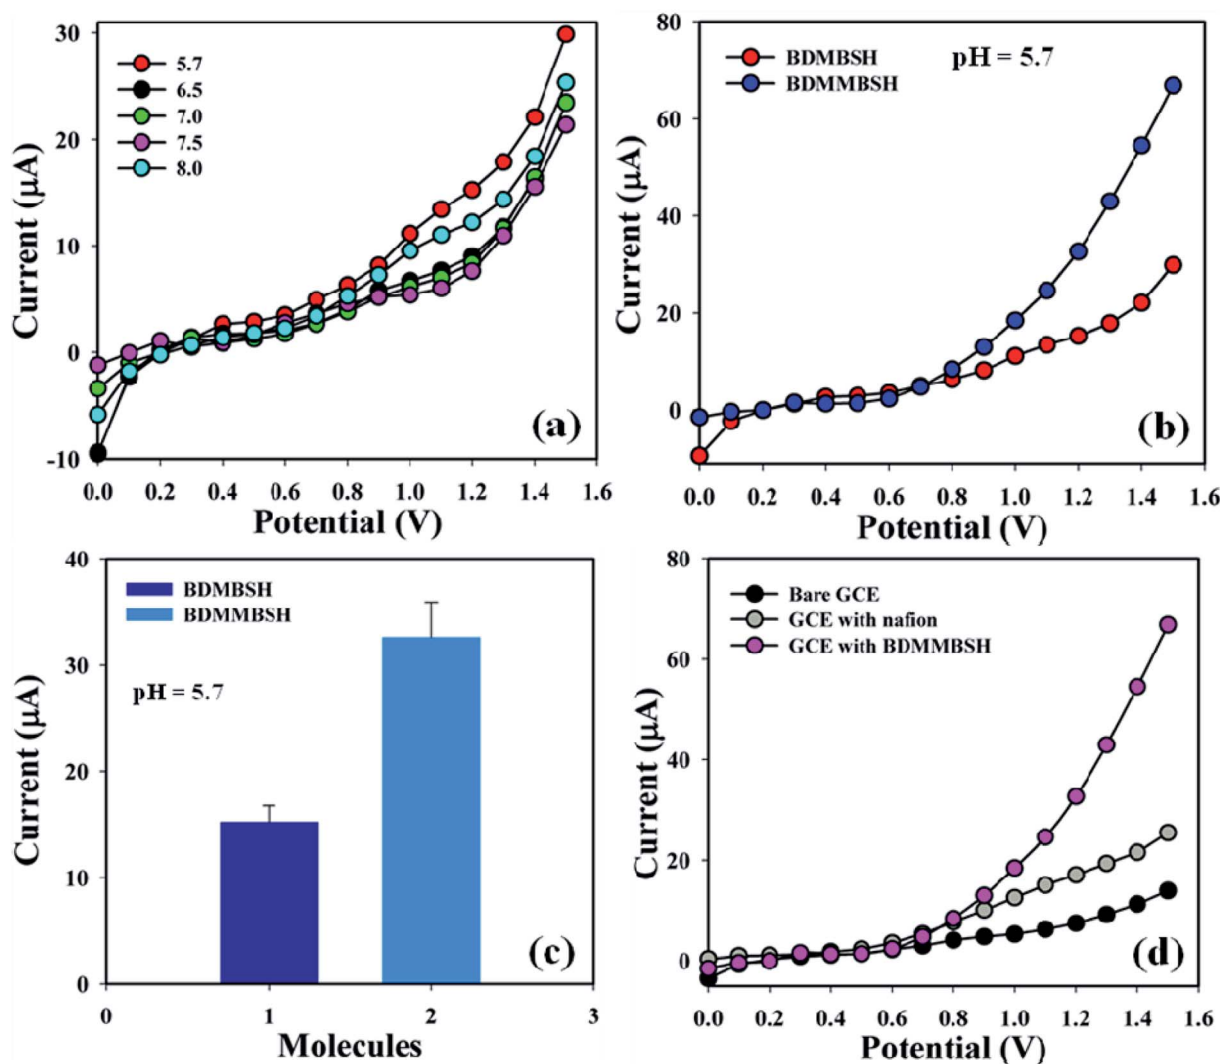 30
20
10
0
-10
Current (μA)
5.7
6.5
7.0
7.5
8.0
(a)
0.0 0.2 0.4 0.6 0.8 1.0 1.2 1.4 1.6
Potential (V)
80
60
40
20
0
Current (μA)
BDMBSH
BDMMBSH
pH = 5.7
(b)
0.0 0.2 0.4 0.6 0.8 1.0 1.2 1.4 1.6
Potential (V)
40
30
20
10
0
Current (μA)
BDMBSH
BDMMBSH
pH = 5.7
(c)
0 1 2 3
Molecules
80
60
40
20
0
Current (μA)
Bare GCE
GCE with nafion
GCE with BDMMBSH
(d)
0.0 0.2 0.4 0.6 0.8 1.0 1.2 1.4 1.6
Potential (V)